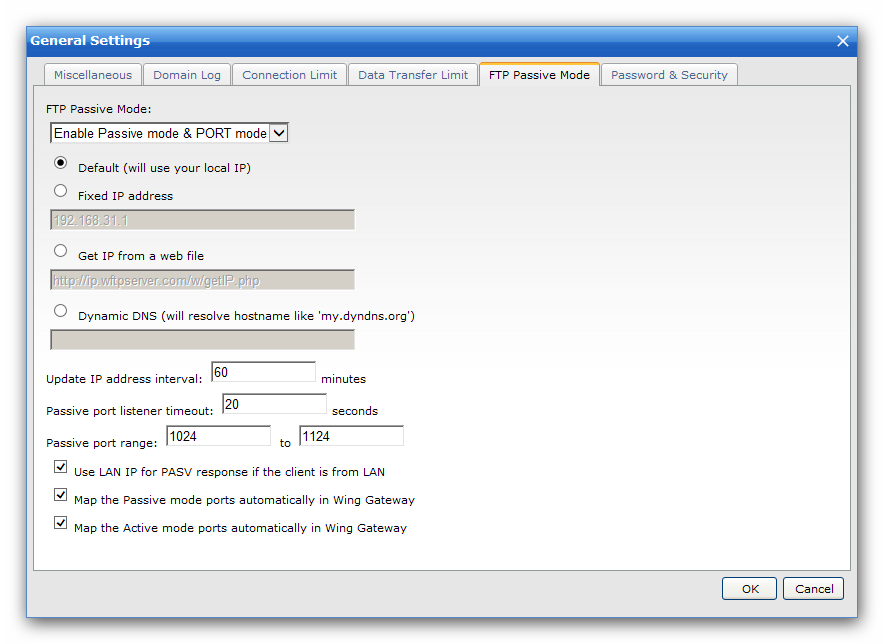 General Settings
Miscellaneous Domain Log Connection Limit Data Transfer Limit FTP Passive Mode Password & Security
FTP Passive Mode:
Enable Passive mode & PORT mode
Default (will use your local IP)
Fixed IP address
192.168.31.1
Get IP from a web file
http://ip.wftpserver.com/w/getIP.php
Dynamic DNS (will resolve hostname like 'my.dyndns.org')
Update IP address interval: 60 minutes
Passive port listener timeout: 20 seconds
Passive port range: 1024 to 1124
Use LAN IP for PASV response if the client is from LAN
Map the Passive mode ports automatically in Wing Gateway
Map the Active mode ports automatically in Wing Gateway
OK Cancel